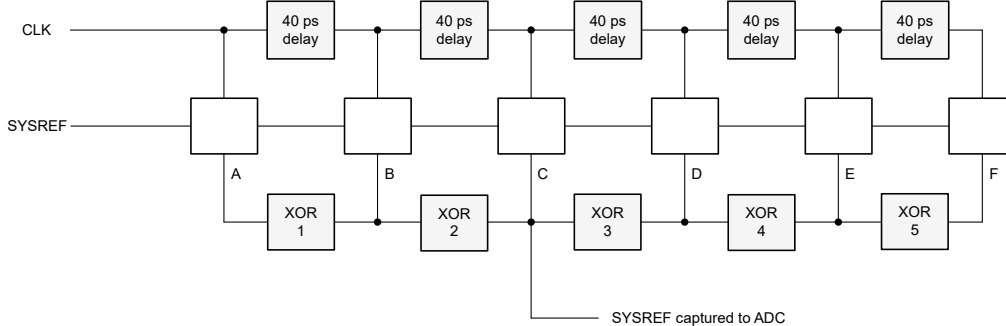 40 ps
delay
40 ps
delay
40 ps
delay
40 ps
delay
40 ps
delay
CLK
SYSREF
A
B
C
D
E
F
XOR
1
XOR
2
XOR
3
XOR
4
XOR
5
SYSREF captured to ADC